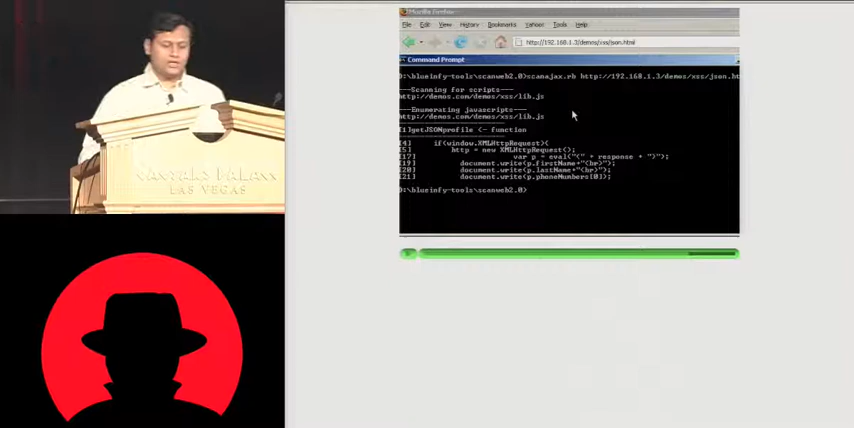 CAESARS PALACE
LAS VEGAS
Mozilla Firefox
File Edit View History Bookmarks Yahoo Tools Help
http://192.168.1.3/demos/xss/json.html
Command Prompt
D:\blueinfy-tools\scanweb2.0>scanajax.rb http://192.168.1.3/demos/xss/json.ht
---Scanning for scripts---
http://demos.com/demos/xss/lib.js
---Enumerating javascripts---
http://demos.com/demos/xss/lib.js
[1]getJSONprofile <- function
[4] if(window.XMLHttpRequest){
[5] http = new XMLHttpRequest();
[17] var p = eval("(" + response + ")");
[19] document.write(p.firstName+"<br>");
[20] document.write(p.lastName+"<br>");
[21] document.write(p.phoneNumbers[0]);
D:\blueinfy-tools\scanweb2.0>